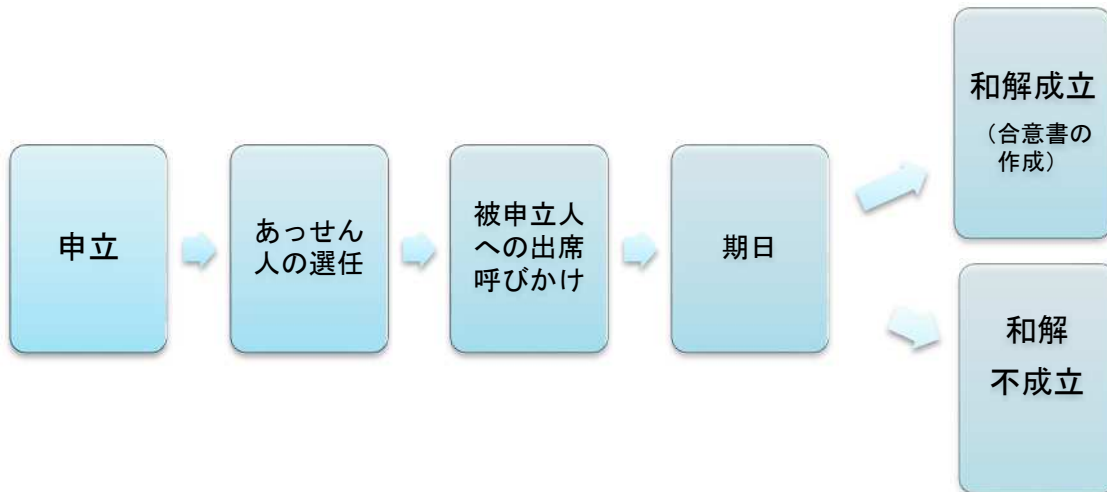 申立
あっせん
人の選任
被申立人
への出席
呼びかけ
期日
和解成立
（合意書の
作成）
和解
不成立